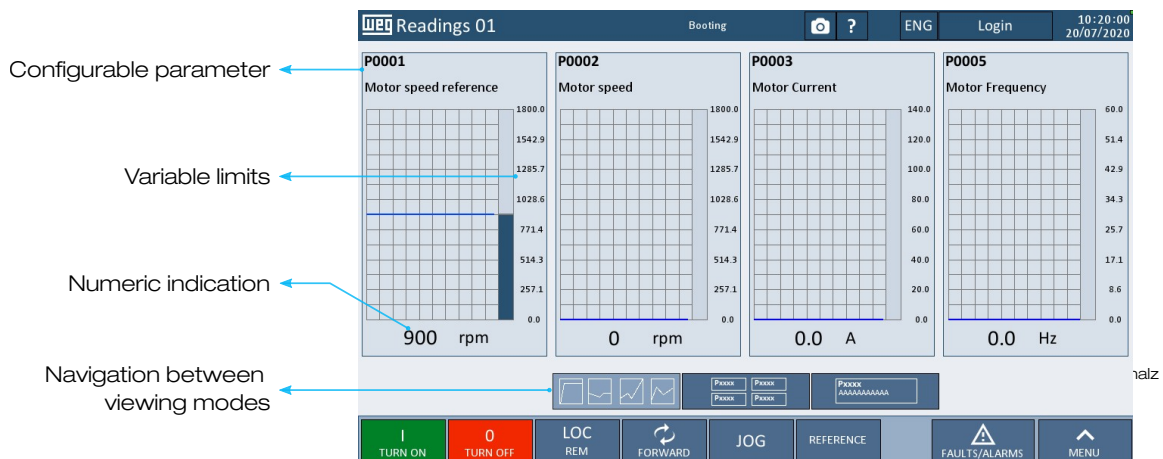 WEG Readings 01
Booting
?
ENG
Login
10:20:00
20/07/2020
Configurable parameter
Variable limits
Numeric indication
Navigation between
viewing modes
P0001
Motor speed reference
1800.0
1542.9
1285.7
1028.6
771.4
514.3
257.1
0.0
900 rpm
P0002
Motor speed
1800.0
1542.9
1285.7
1028.6
771.4
514.3
257.1
0.0
0 rpm
P0003
Motor Current
140.0
120.0
100.0
80.0
60.0
40.0
20.0
0.0
0.0 A
P0005
Motor Frequency
60.0
51.4
42.9
34.3
25.7
17.1
8.6
0.0
0.0 Hz
Pxxxx Pxxxx
Pxxxx Pxxxx
Pxxxx
AAAAAAAAAAA
nalz
I
TURN ON
0
TURN OFF
LOC
REM
FORWARD
JOG
REFERENCE
FAULTS/ALARMS
MENU